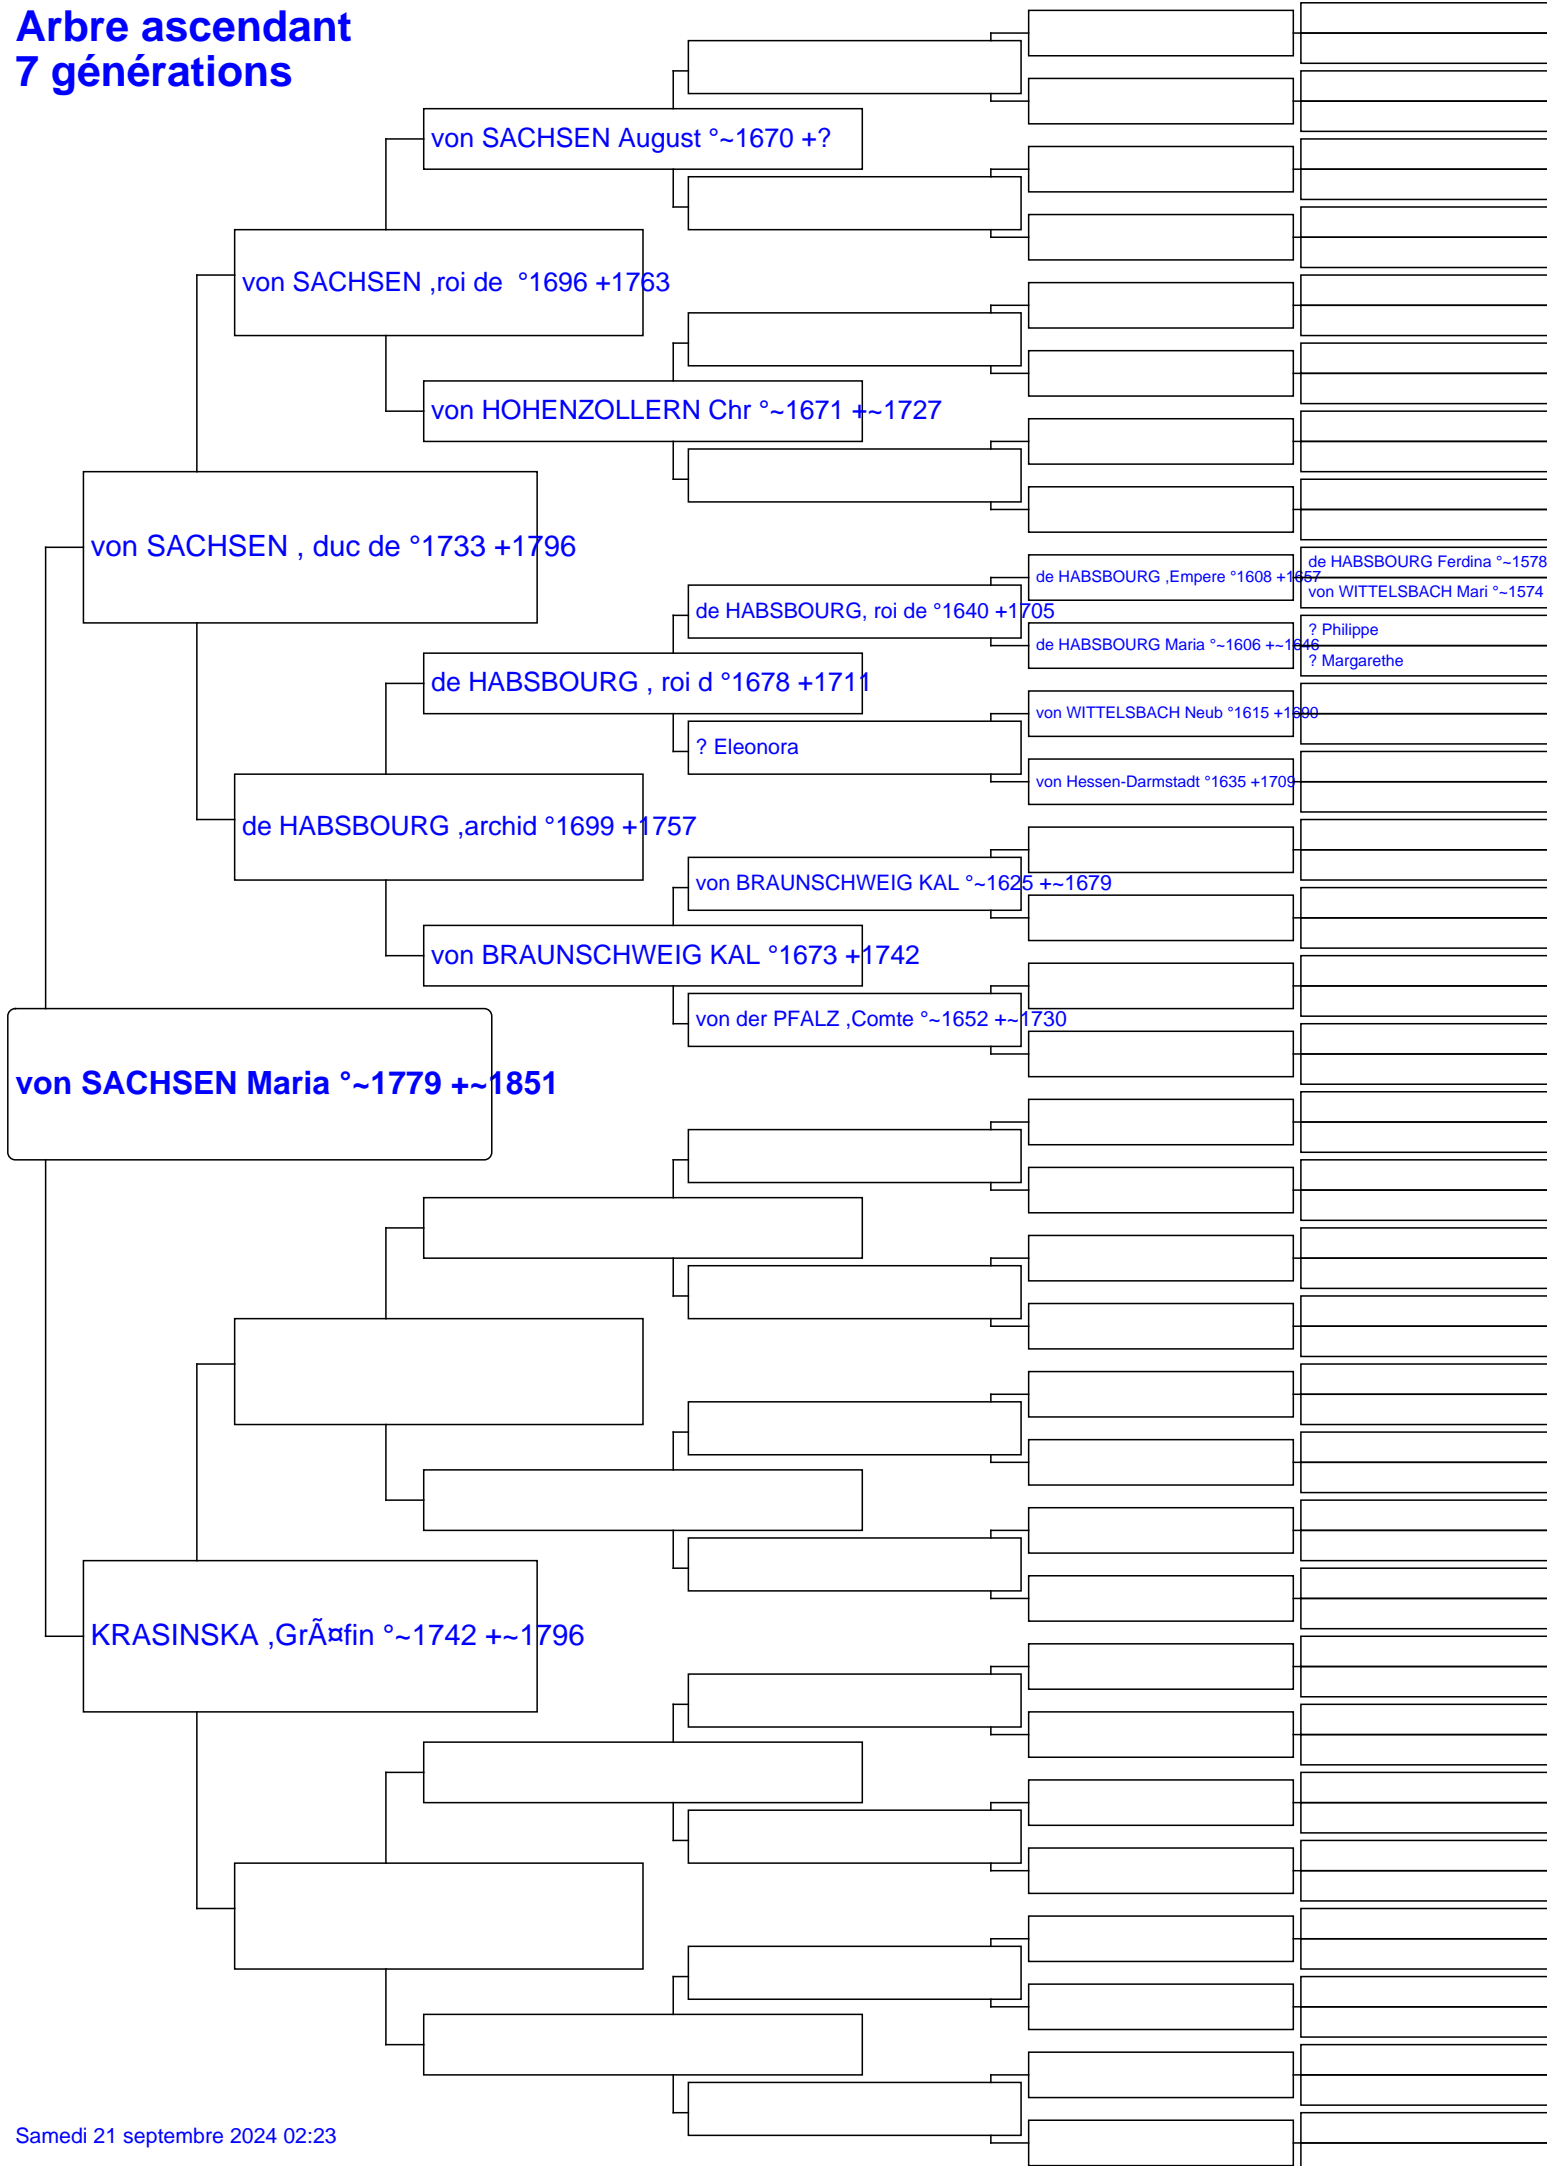 Arbre ascendant
7 générations
von SACHSEN August °~1670 +?
von SACHSEN ,roi de  °1696 +1763
von HOHENZOLLERN Chr °~1671 +~1727
von SACHSEN , duc de °1733 +1796
de HABSBOURG Ferdina °~1578
de HABSBOURG ,Empere °1608 +1657
von WITTELSBACH Mari °~1574
de HABSBOURG, roi de °1640 +1705
? Philippe
de HABSBOURG Maria °~1606 +~1646
? Margarethe
de HABSBOURG , roi d °1678 +1711
von WITTELSBACH Neub °1615 +1690
? Eleonora
von Hessen-Darmstadt °1635 +1709
de HABSBOURG ,archid °1699 +1757
von BRAUNSCHWEIG KAL °~1625 +~1679
von BRAUNSCHWEIG KAL °1673 +1742
von der PFALZ ,Comte °~1652 +~1730
von SACHSEN Maria °~1779 +~1851
KRASINSKA ,GrÃ¤fin °~1742 +~1796
Samedi 21 septembre 2024 02:23